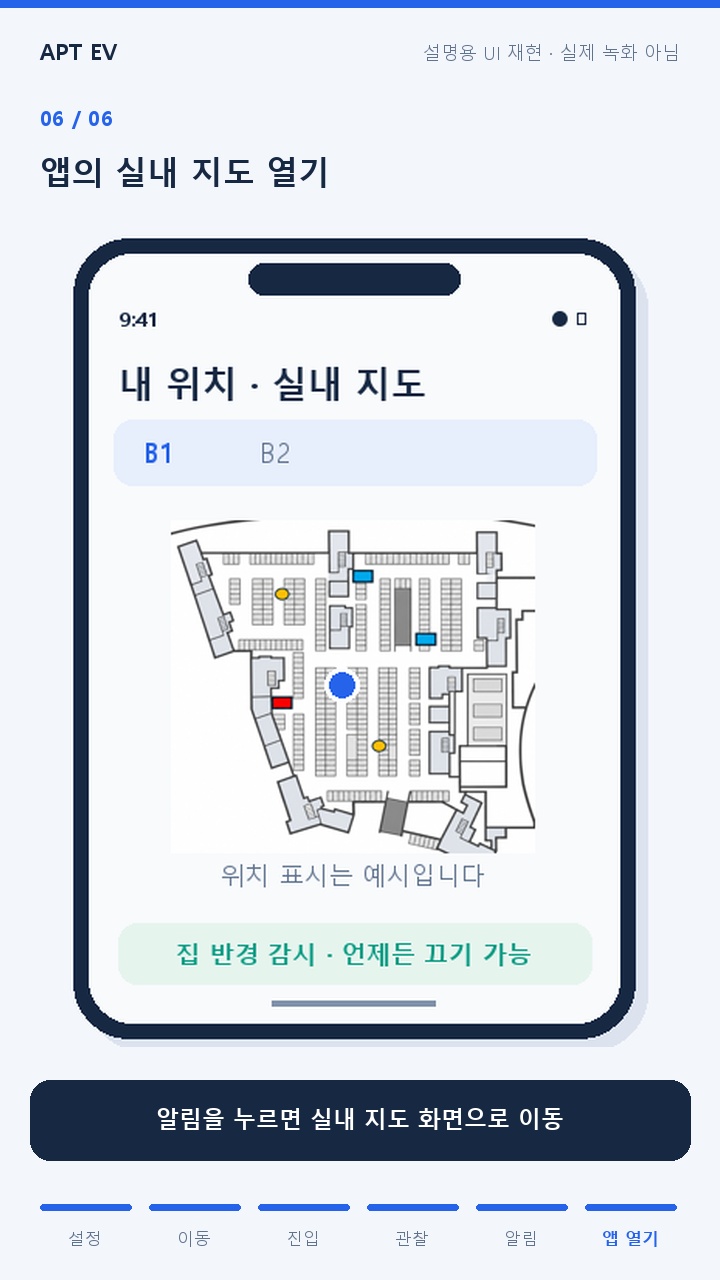 APT EV
설명용 UI 재현 · 실제 녹화 아님
06 / 06
앱의 실내 지도 열기
9:41
내 위치 · 실내 지도
B1 B2
위치 표시는 예시입니다
집 반경 감시 · 언제든 끄기 가능
알림을 누르면 실내 지도 화면으로 이동
설정 이동 진입 관찰 알림 앱 열기